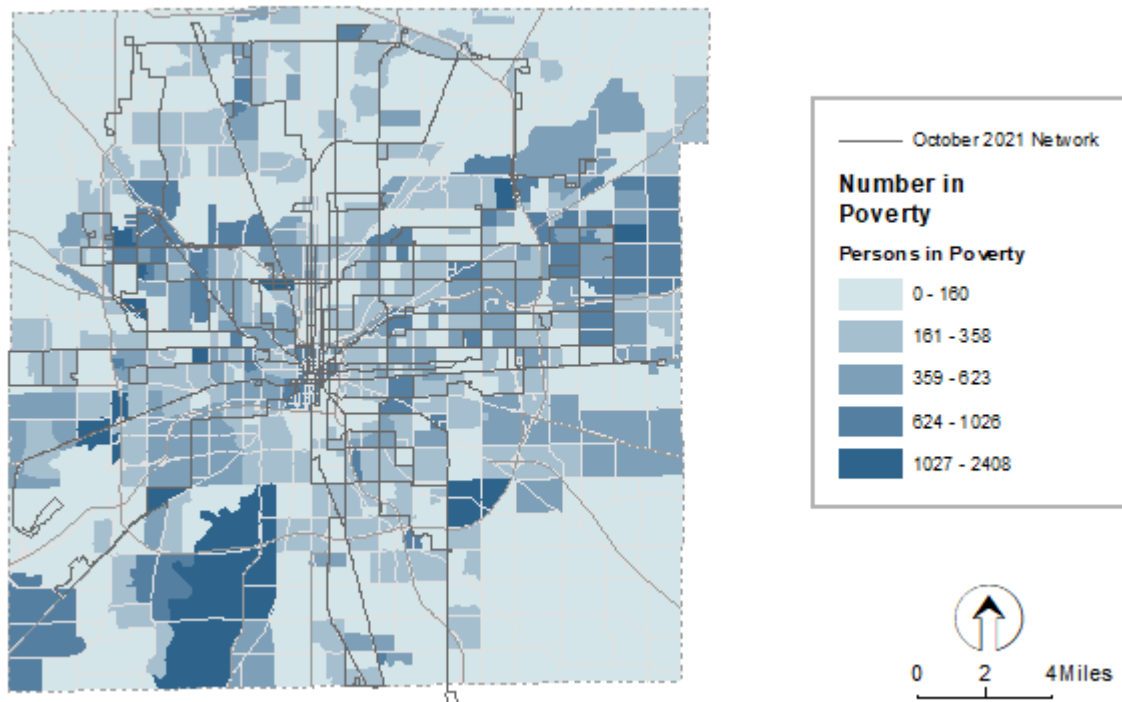 October 2021 Network
Number in
Poverty
Persons in Poverty
0 - 160
161 - 358
359 - 623
624 - 1026
1027 - 2408
0 2 4 Miles